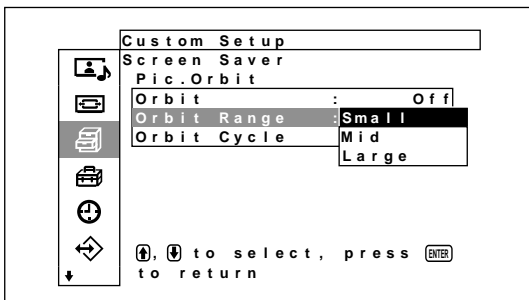 Custom Setup
Screen Saver
Pic.Orbit
Orbit : Off
Orbit Range :Small
Orbit Cycle Mid
Large
, to select, press ENTER
to return